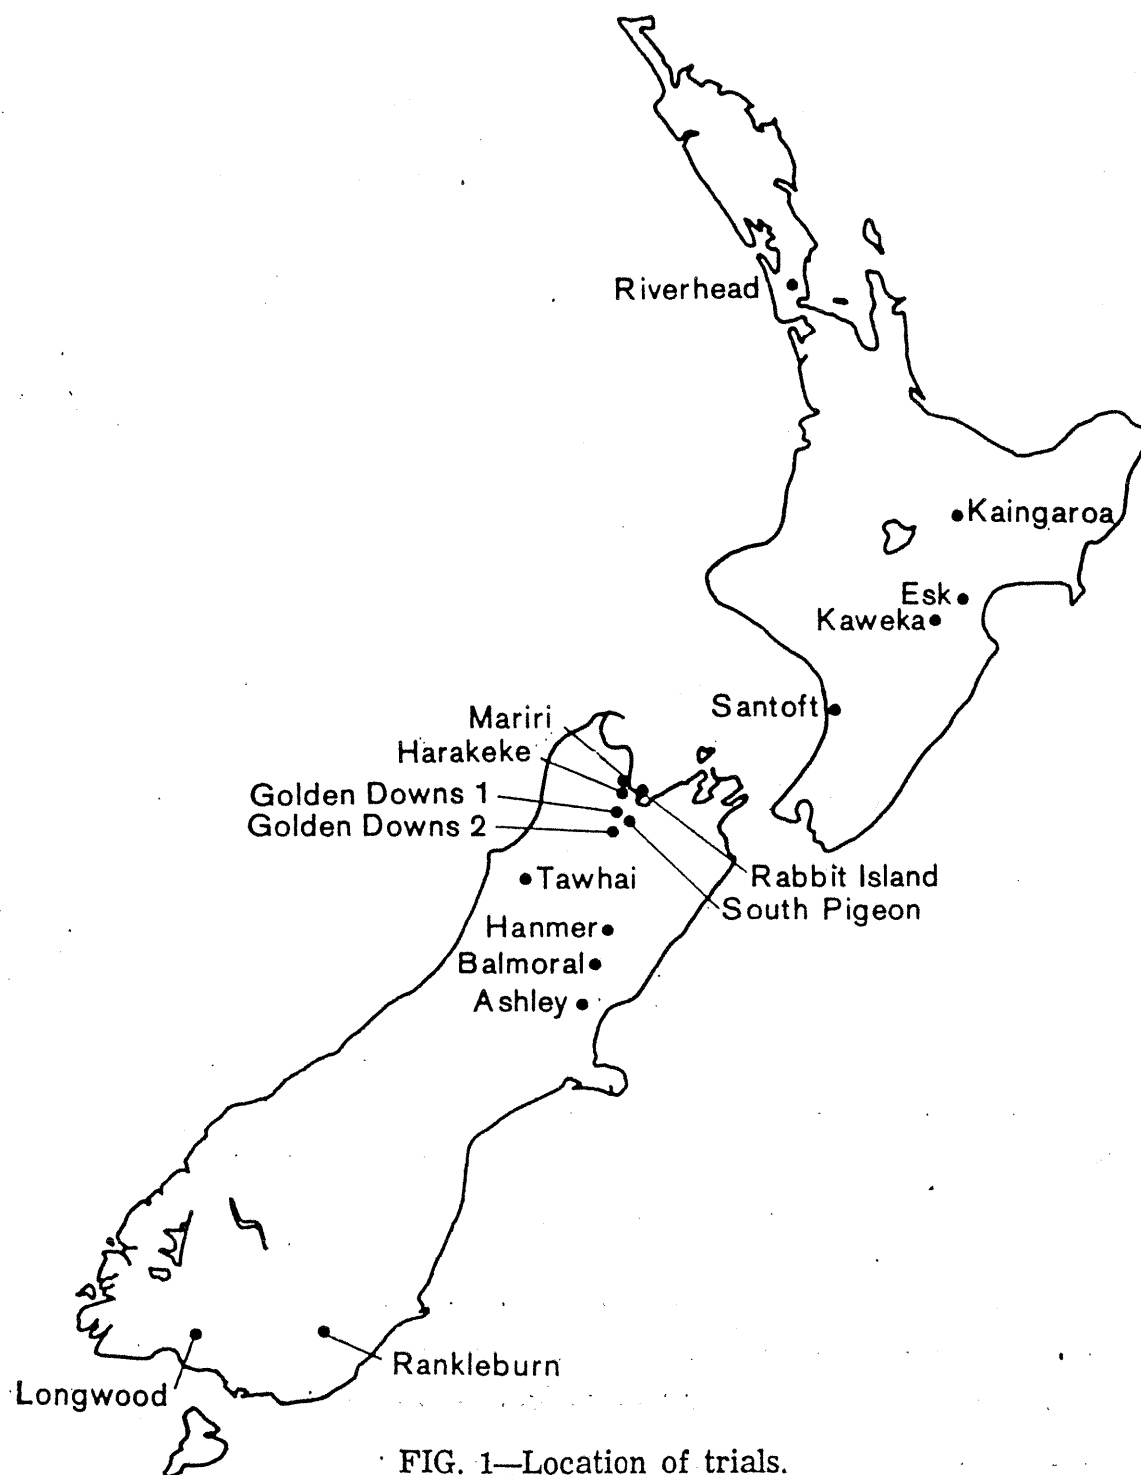 Riverhead
Kaingaroa
Esk
Kaweka
Santoft
Mariri
Harakeke
Golden Downs 1
Golden Downs 2
Rabbit Island
Tawhai
South Pigeon
Hanmer
Balmoral
Ashley
Rankleburn
Longwood
FIG. 1—Location of trials.